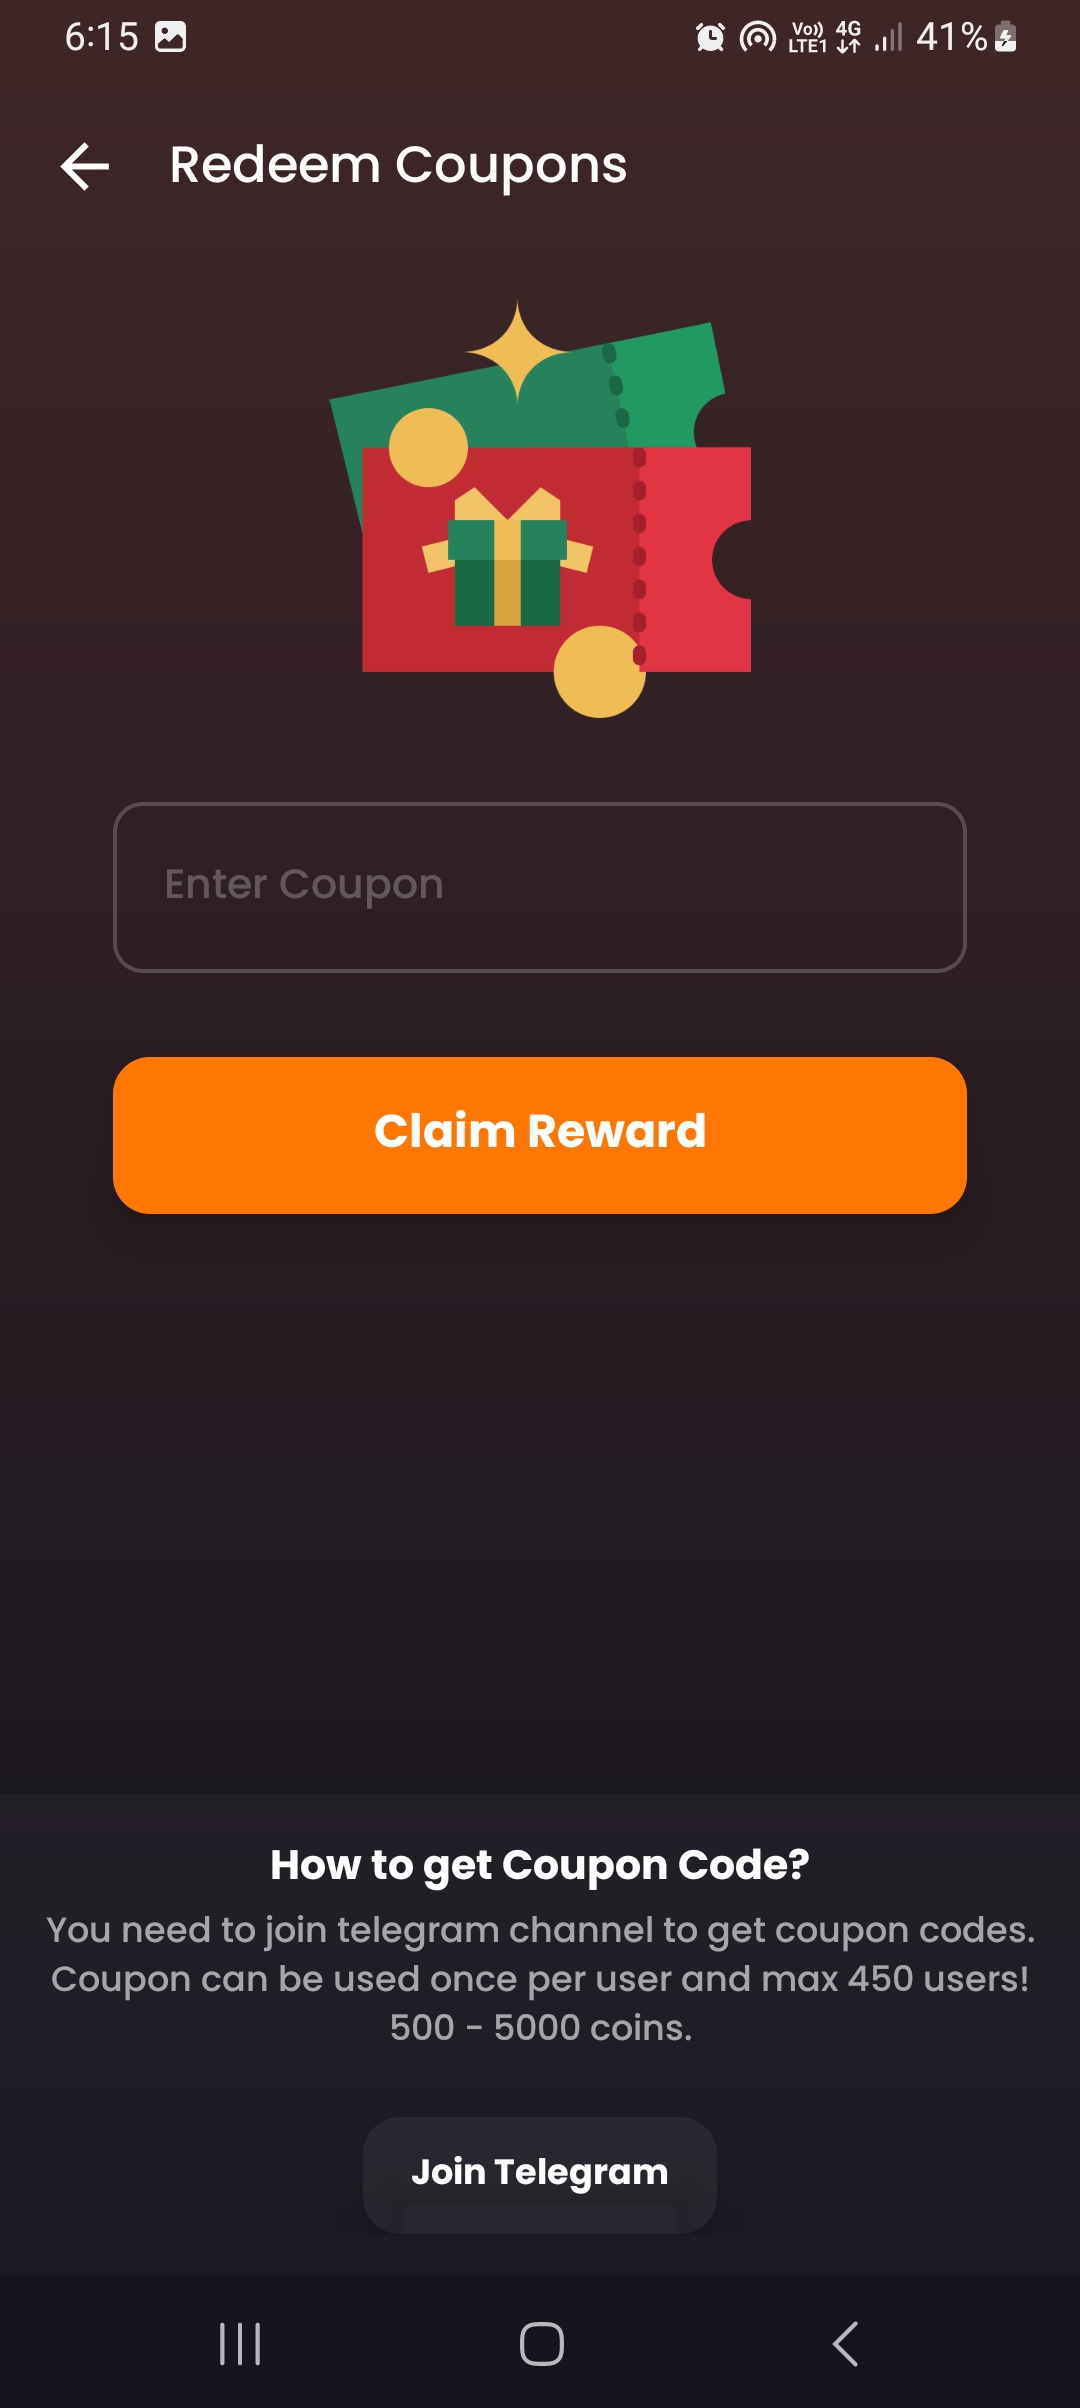 6:15
Vo)) LTE1 4G 41%
Redeem Coupons
Enter Coupon
Claim Reward
How to get Coupon Code?
You need to join telegram channel to get coupon codes.
Coupon can be used once per user and max 450 users!
500 - 5000 coins.
Join Telegram